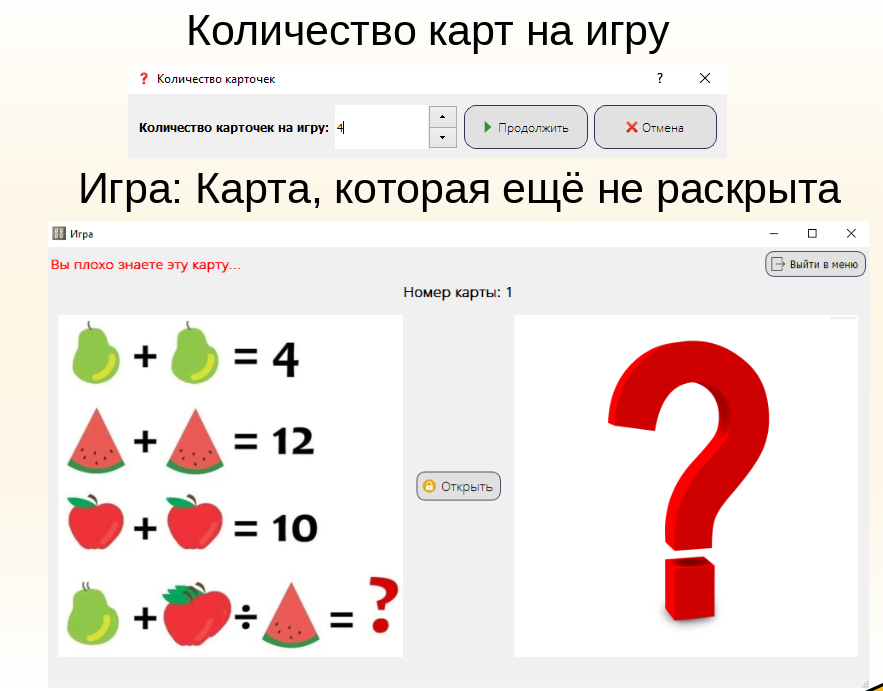 Количество карт на игру
Количество карточек
?
Количество карточек на игру: 4
Продолжить
Отмена
Игра: Карта, которая ещё не раскрыта
Игра
Вы плохо знаете эту карту...
Выйти в меню
Номер карты: 1
+ = 4
+ = 12
+ = 10
+ ÷ = ?
Открыть
?